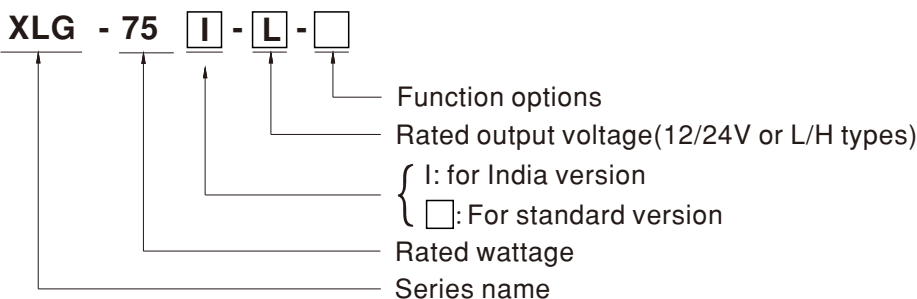 XLG - 75 I - L - □
Function options
Rated output voltage(12/24V or L/H types)
I: for India version
□: For standard version
Rated wattage
Series name